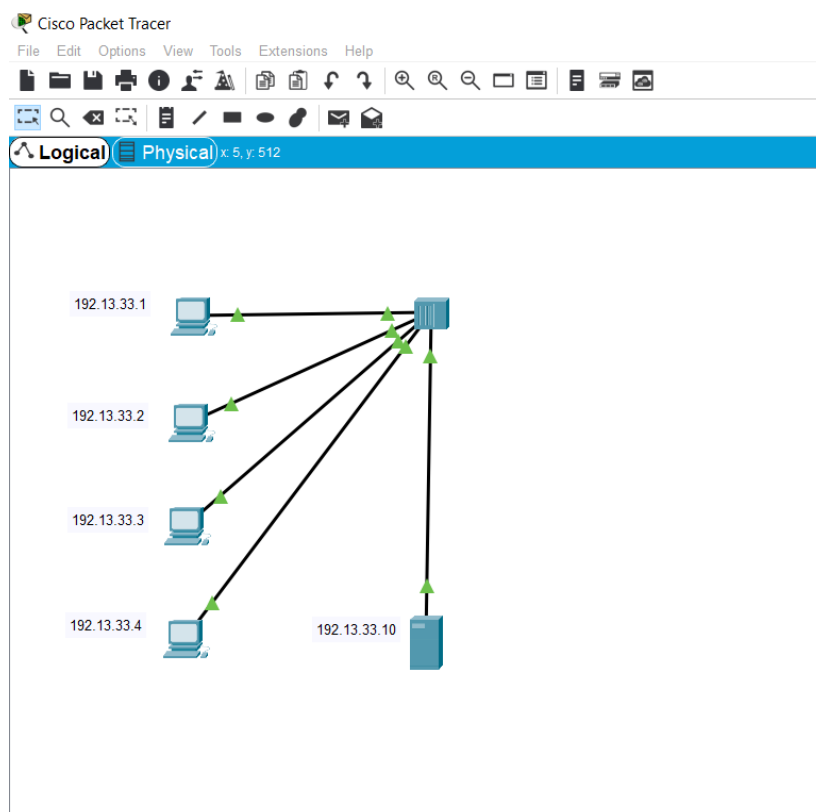 Cisco Packet Tracer
File Edit Options View Tools Extensions Help
Logical Physical x: 5, y: 512
192.13.33.1
192.13.33.2
192.13.33.3
192.13.33.4
192.13.33.10